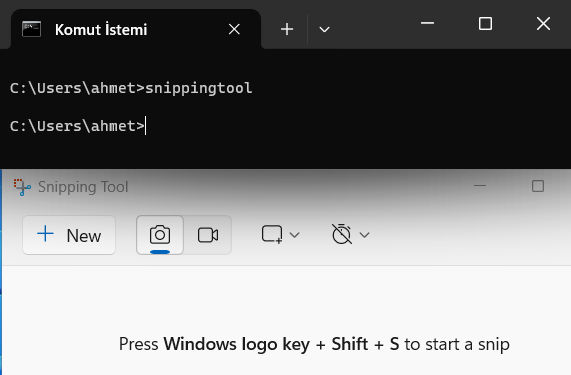 Komut İstemi
C:\Users\ahmet>snippingtool
C:\Users\ahmet>
Snipping Tool
New
Press Windows logo key + Shift + S to start a snip